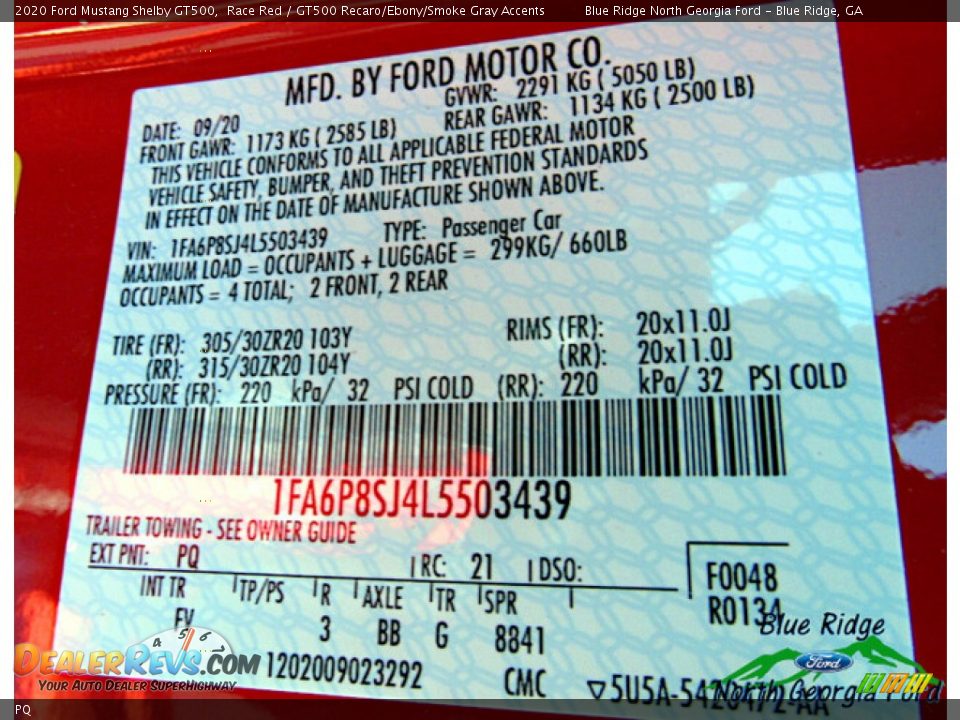 2020 Ford Mustang Shelby GT500, Race Red / GT500 Recaro/Ebony/Smoke Gray Accents Blue Ridge North Georgia Ford - Blue Ridge, GA
MFD. BY FORD MOTOR CO.
DATE: 09/20 GVWR: 2291 KG ( 5050 LB)
FRONT GAWR: 1173 KG ( 2585 LB) REAR GAWR: 1134 KG ( 2500 LB)
THIS VEHICLE CONFORMS TO ALL APPLICABLE FEDERAL MOTOR
VEHICLE SAFETY, BUMPER, AND THEFT PREVENTION STANDARDS
IN EFFECT ON THE DATE OF MANUFACTURE SHOWN ABOVE.
VIN: 1FA6P8SJ4L5503439 TYPE: Passenger Car
MAXIMUM LOAD = OCCUPANTS + LUGGAGE = 299KG/ 660LB
OCCUPANTS = 4 TOTAL; 2 FRONT, 2 REAR
TIRE (FR): 305/30ZR20 103Y RIMS (FR): 20x11.0J
(RR): 315/30ZR20 104Y (RR): 20x11.0J
PRESSURE (FR): 220 kPa/ 32 PSI COLD (RR): 220 kPa/ 32 PSI COLD
1FA6P8SJ4L5503439
TRAILER TOWING - SEE OWNER GUIDE
EXT PNT: PQ RC: 21 DSO:
F0048
INT TR TP/PS R AXLE TR SPR
R0134
EV 3 BB G 8841
1202009023292 CMC
Blue Ridge
Ford
North Georgia Ford
4 5 6
DEALERREVS.COM
YOUR AUTO DEALER SUPERHIGHWAY
PQ